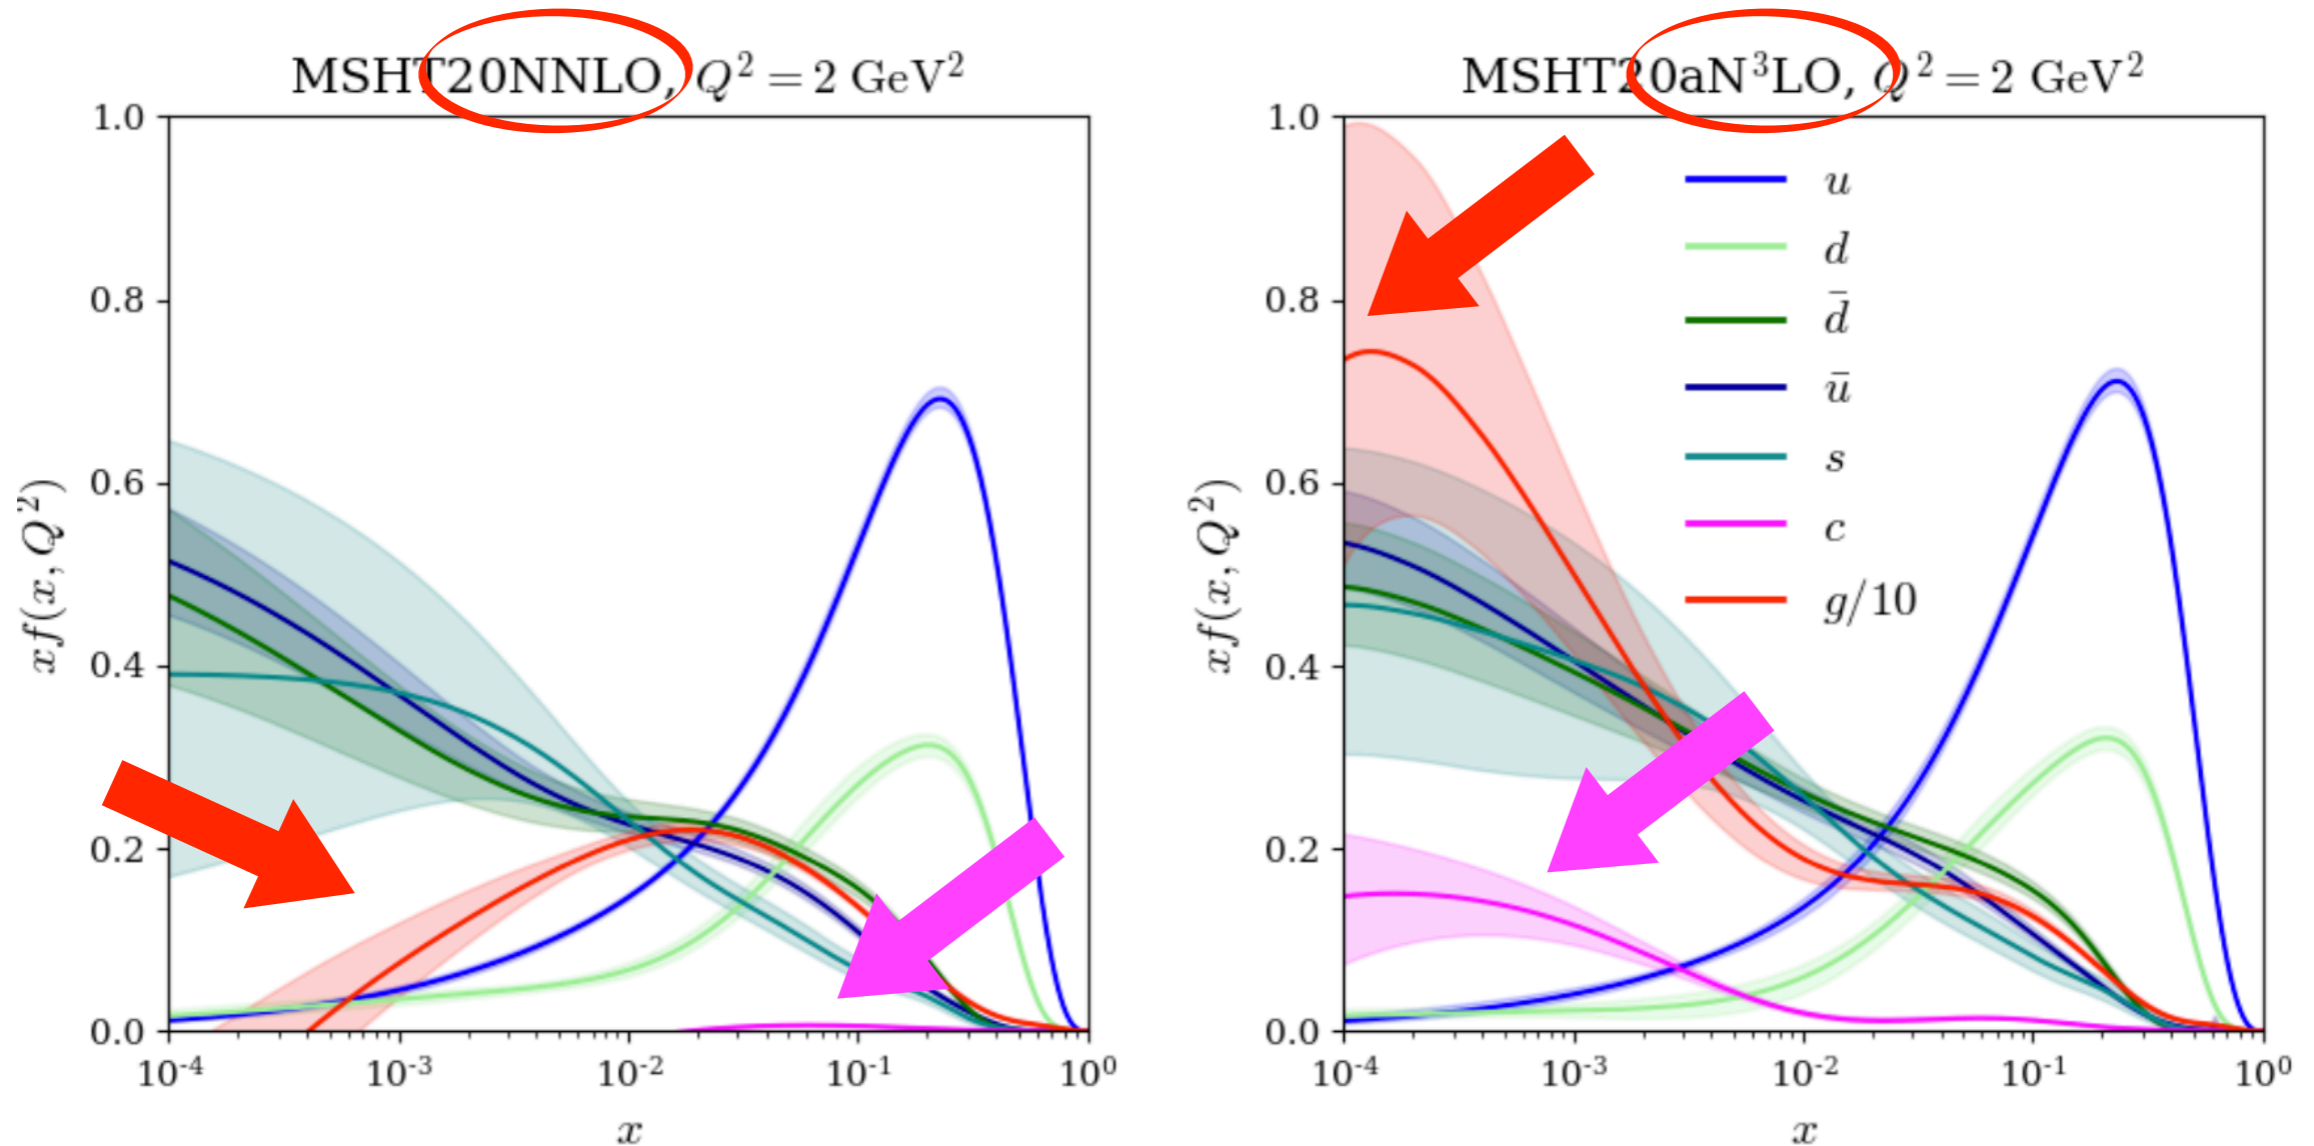 MSHT20NNLO, Q² = 2 GeV²
1.0
0.8
0.6
0.4
0.2
0.0
xf(x, Q²)
10⁻⁴
10⁻³
10⁻²
10⁻¹
10⁰
x
MSHT20aN³LO, Q² = 2 GeV²
1.0
0.8
0.6
0.4
0.2
0.0
xf(x, Q²)
u
d
d̄
ū
s
c
g/10
10⁻⁴
10⁻³
10⁻²
10⁻¹
10⁰
x